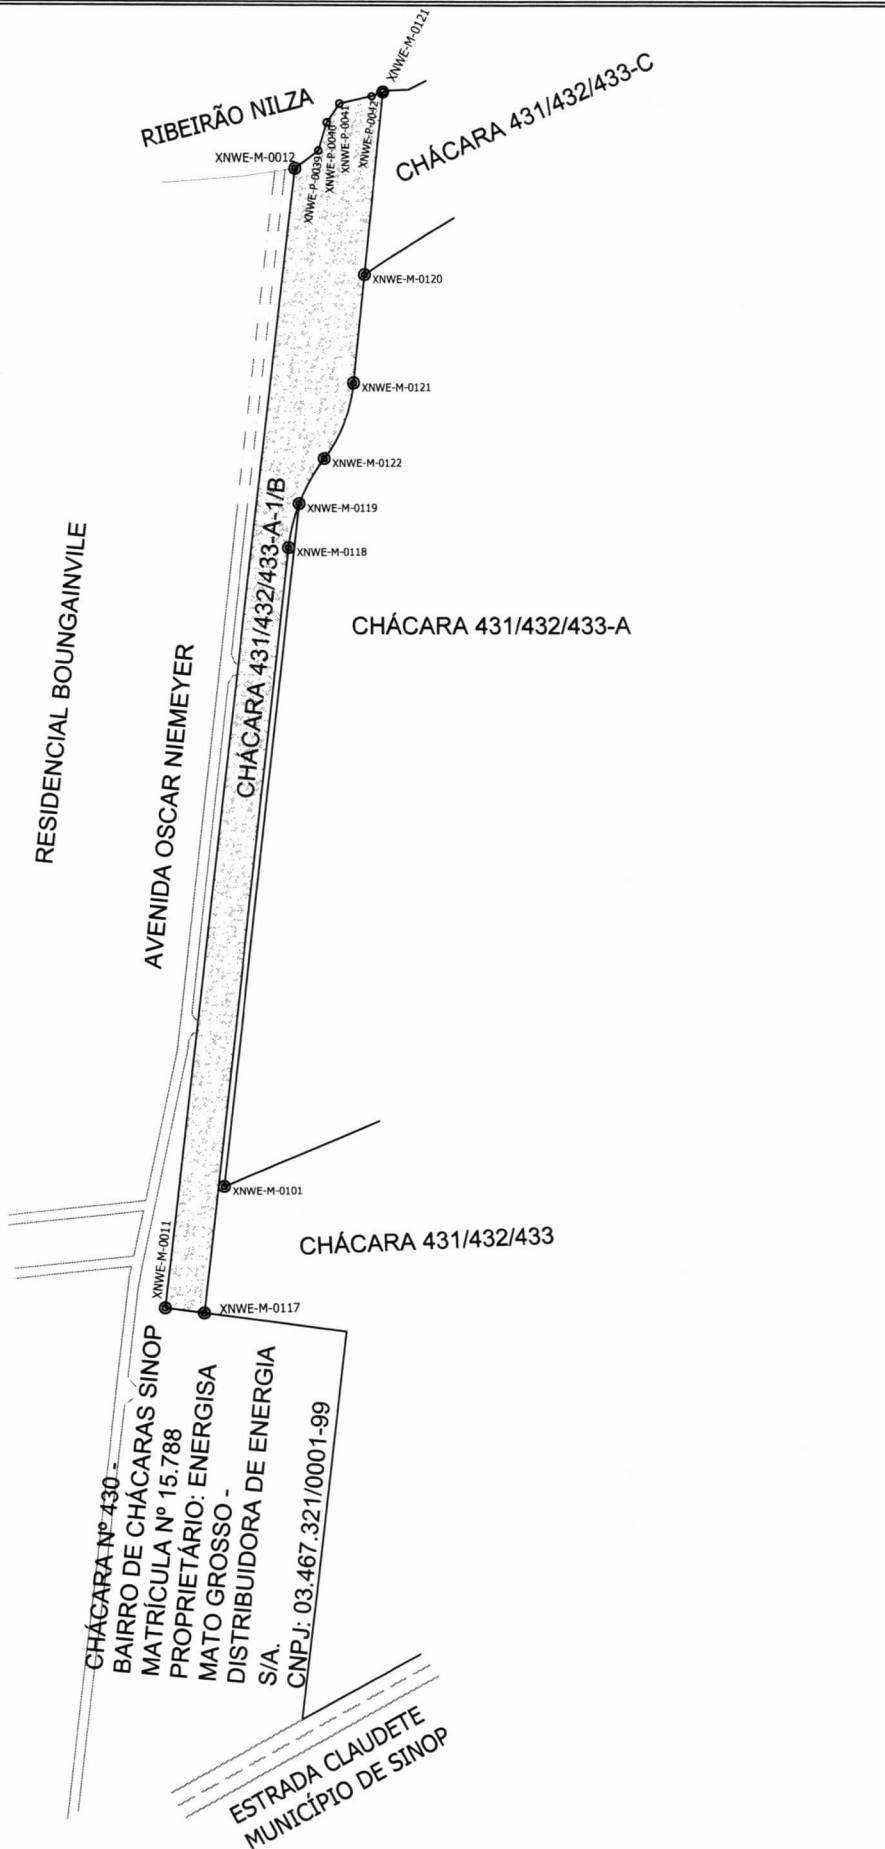 XNWE-M-0121
RIBEIRÃO NILZA
CHÁCARA 431/432/433-C
XNWE-M-0012
XNWE-P-0039
XNWE-P-0040
XNWE-P-0041
XNWE-P-0042
XNWE-M-0120
XNWE-M-0121
XNWE-M-0122
XNWE-M-0119
XNWE-M-0118
CHÁCARA 431/432/433-A-1/B
RESIDENCIAL BOUNGAINVILE
CHÁCARA 431/432/433-A
AVENIDA OSCAR NIEMEYER
XNWE-M-0101
XNWE-M-0011
CHÁCARA 431/432/433
XNWE-M-0117
CHÁCARA Nº 430 -
BAIRRO DE CHÁCARAS SINOP
MATRÍCULA Nº 15.788
PROPRIETÁRIO: ENERGISA
MATO GROSSO -
DISTRIBUIDORA DE ENERGIA
S/A.
CNPJ: 03.467.321/0001-99
ESTRADA CLAUDETE
MUNICÍPIO DE SINOP